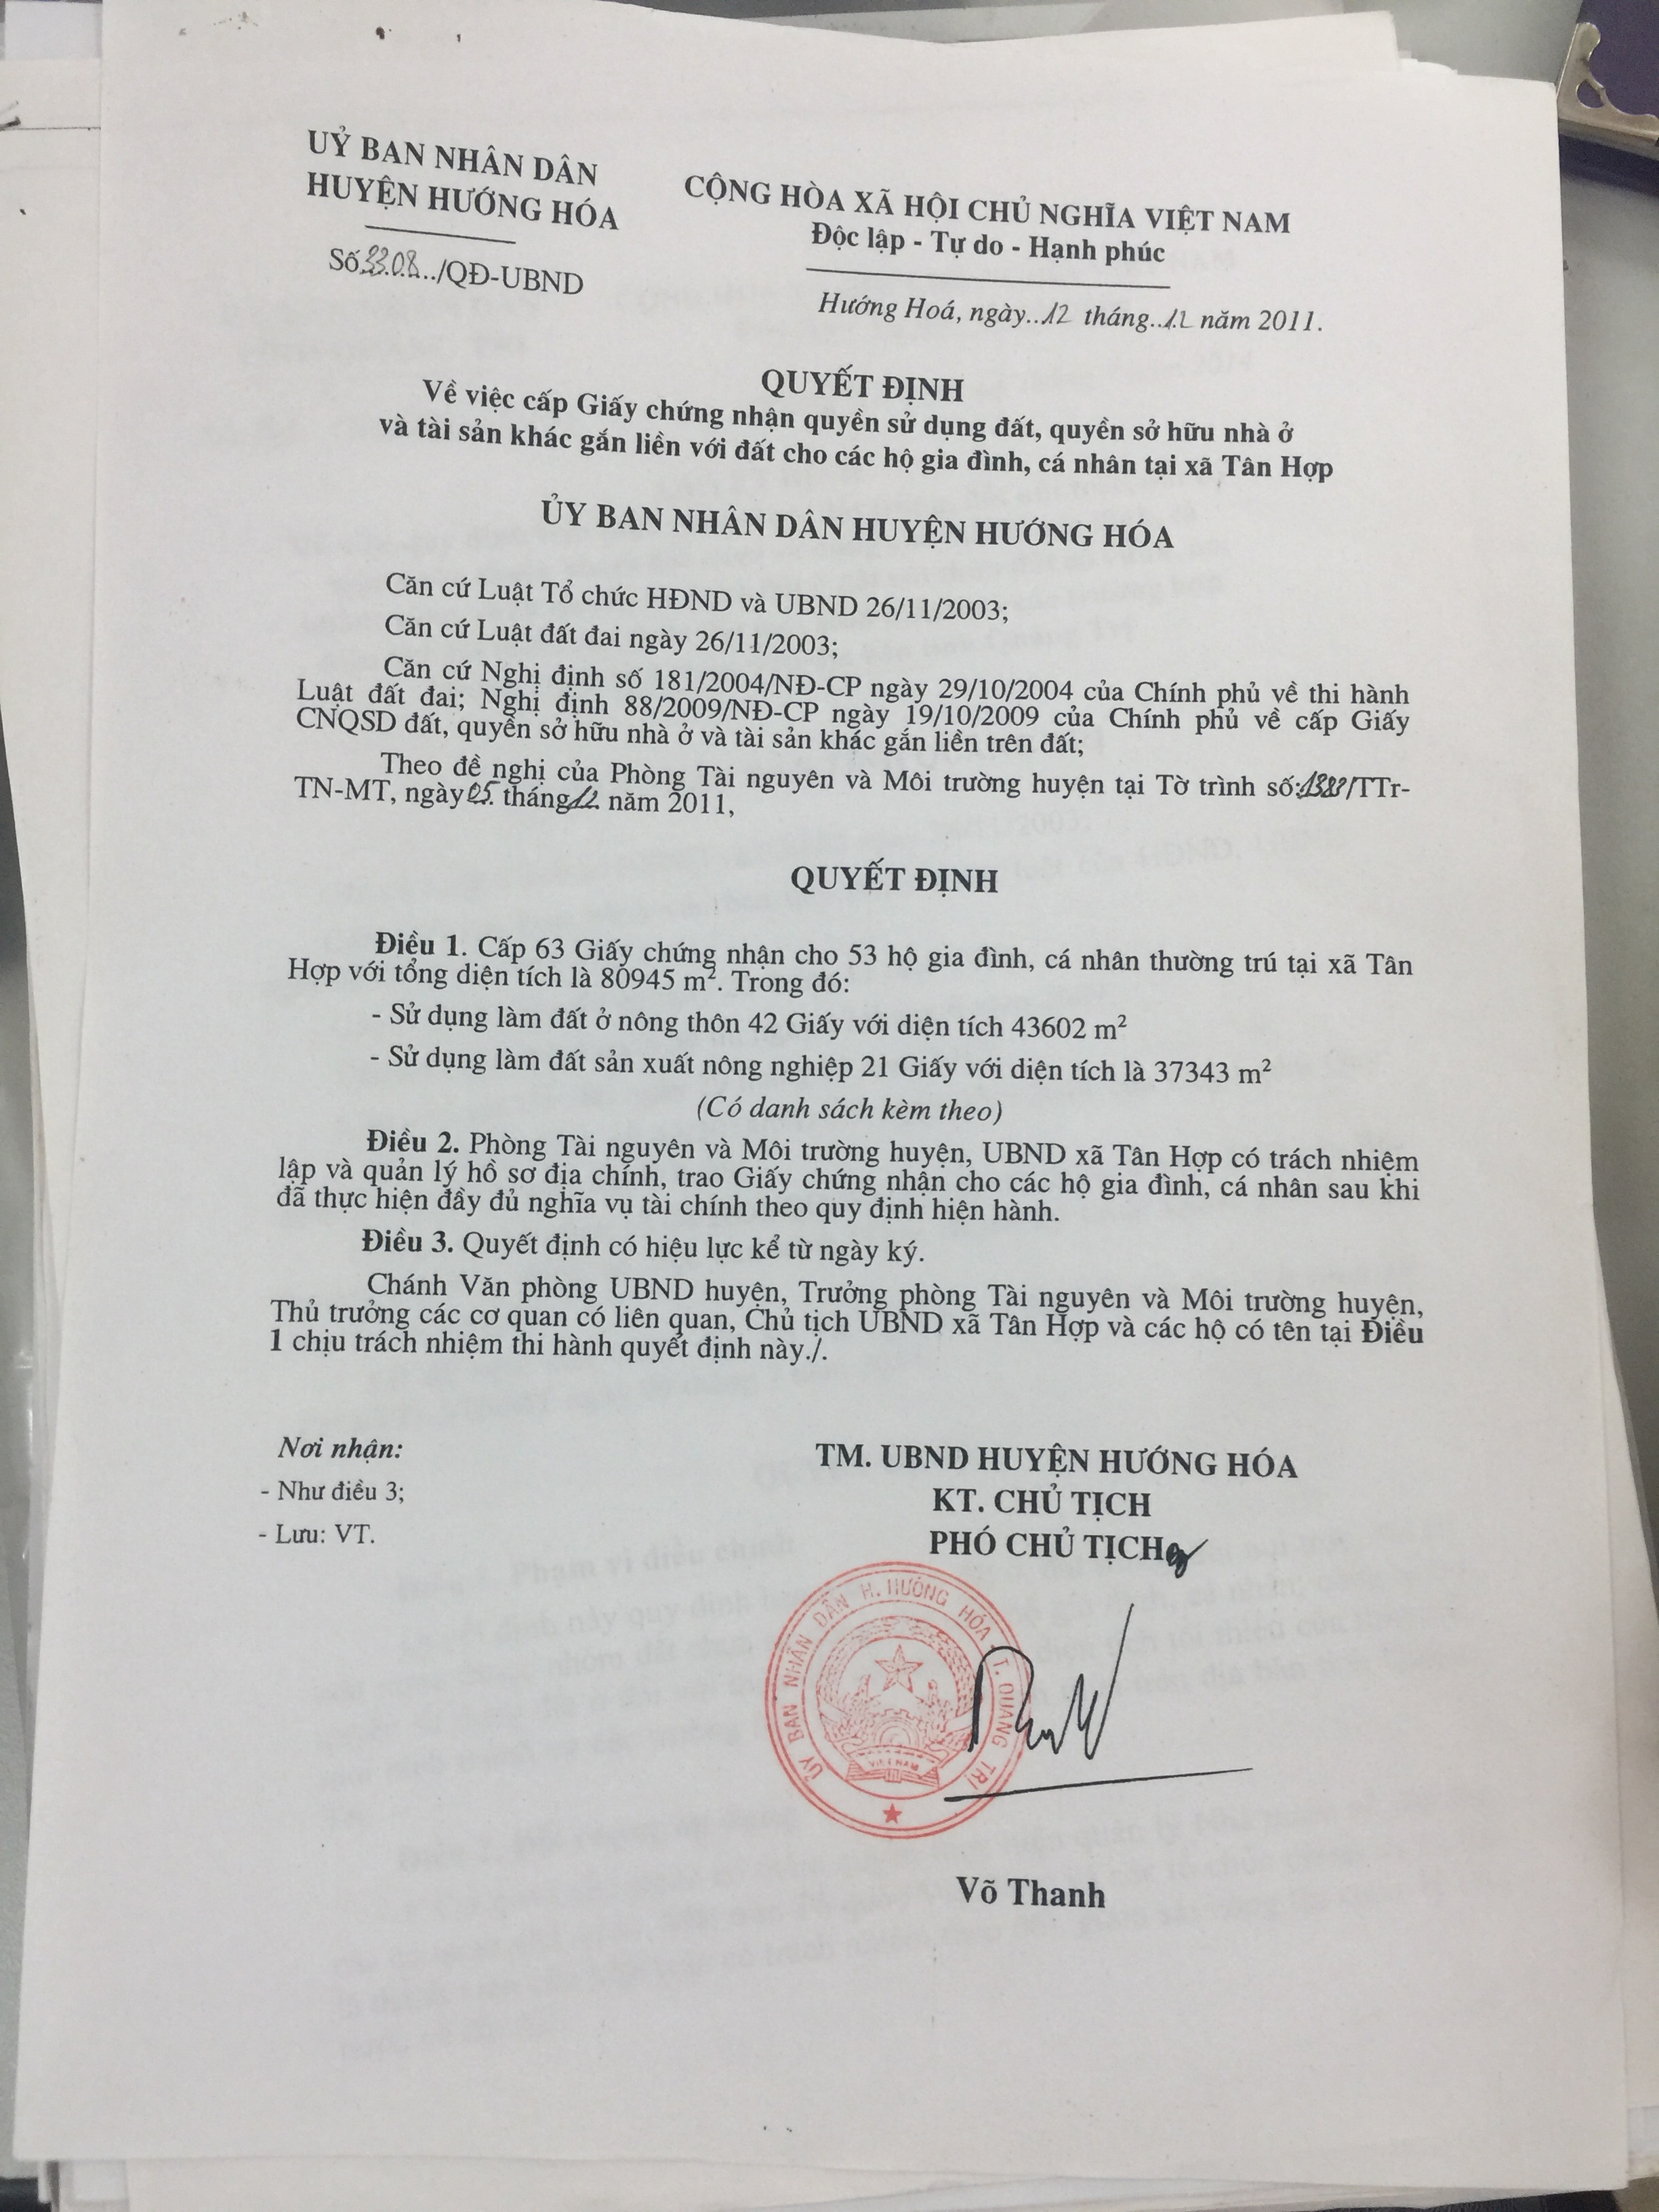 UỶ BAN NHÂN DÂN
HUYỆN HƯỚNG HÓA
Số 3308../QĐ-UBND
CỘNG HÒA XÃ HỘI CHỦ NGHĨA VIỆT NAM
Độc lập - Tự do - Hạnh phúc
Hướng Hoá, ngày..12 tháng..12 năm 2011.
QUYẾT ĐỊNH
Về việc cấp Giấy chứng nhận quyền sử dụng đất, quyền sở hữu nhà ở
và tài sản khác gắn liền với đất cho các hộ gia đình, cá nhân tại xã Tân Hợp
ỦY BAN NHÂN DÂN HUYỆN HƯỚNG HÓA
Căn cứ Luật Tổ chức HĐND và UBND 26/11/2003;
Căn cứ Luật đất đai ngày 26/11/2003;
Căn cứ Nghị định số 181/2004/NĐ-CP ngày 29/10/2004 của Chính phủ về thi hành
Luật đất đai; Nghị định 88/2009/NĐ-CP ngày 19/10/2009 của Chính phủ về cấp Giấy
CNQSD đất, quyền sở hữu nhà ở và tài sản khác gắn liền trên đất;
Theo đề nghị của Phòng Tài nguyên và Môi trường huyện tại Tờ trình số: /TTr-
TN-MT, ngày 05 tháng 12 năm 2011,
QUYẾT ĐỊNH
Điều 1. Cấp 63 Giấy chứng nhận cho 53 hộ gia đình, cá nhân thường trú tại xã Tân
Hợp với tổng diện tích là 80945 m². Trong đó:
- Sử dụng làm đất ở nông thôn 42 Giấy với diện tích 43602 m²
- Sử dụng làm đất sản xuất nông nghiệp 21 Giấy với diện tích là 37343 m²
(Có danh sách kèm theo)
Điều 2. Phòng Tài nguyên và Môi trường huyện, UBND xã Tân Hợp có trách nhiệm
lập và quản lý hồ sơ địa chính, trao Giấy chứng nhận cho các hộ gia đình, cá nhân sau khi
đã thực hiện đầy đủ nghĩa vụ tài chính theo quy định hiện hành.
Điều 3. Quyết định có hiệu lực kể từ ngày ký.
Chánh Văn phòng UBND huyện, Trưởng phòng Tài nguyên và Môi trường huyện,
Thủ trưởng các cơ quan có liên quan, Chủ tịch UBND xã Tân Hợp và các hộ có tên tại Điều
1 chịu trách nhiệm thi hành quyết định này./.
Nơi nhận:
- Như điều 3;
- Lưu: VT.
TM. UBND HUYỆN HƯỚNG HÓA
KT. CHỦ TỊCH
PHÓ CHỦ TỊCH
ỦY BAN NHÂN DÂN H. HƯỚNG HÓA T. QUẢNG TRỊ
VIỆT NAM
Võ Thanh